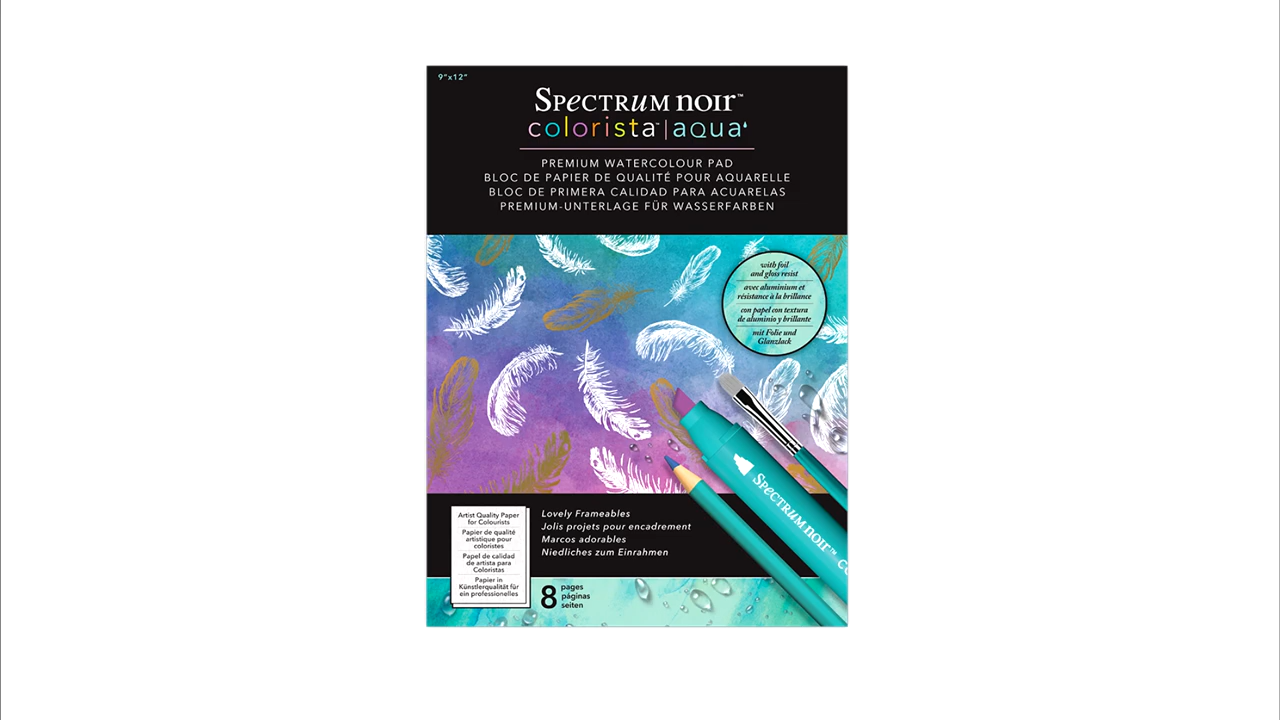 9"x12"
SPECTRUM NOIR™
colorista™|aqua
PREMIUM WATERCOLOUR PAD
BLOC DE PAPIER DE QUALITÉ POUR AQUARELLE
BLOC DE PRIMERA CALIDAD PARA ACUARELAS
PREMIUM-UNTERLAGE FÜR WASSERFARBEN
with foil
and gloss resist
avec aluminium et
résistance à la brillance
con papel con textura
de aluminio y brillante
mit Folie und
Glanzlack
SPECTRUM NOIR™ CO
Artist Quality Paper
for Colourists
Papier de qualité
artistique pour
coloristes
Papel de calidad
de artista para
Coloristas
Papier in
Künstlerqualität für
ein professionelles
Lovely Frameables
Jolis projets pour encadrement
Marcos adorables
Niedliches zum Einrahmen
8
pages
páginas
seiten